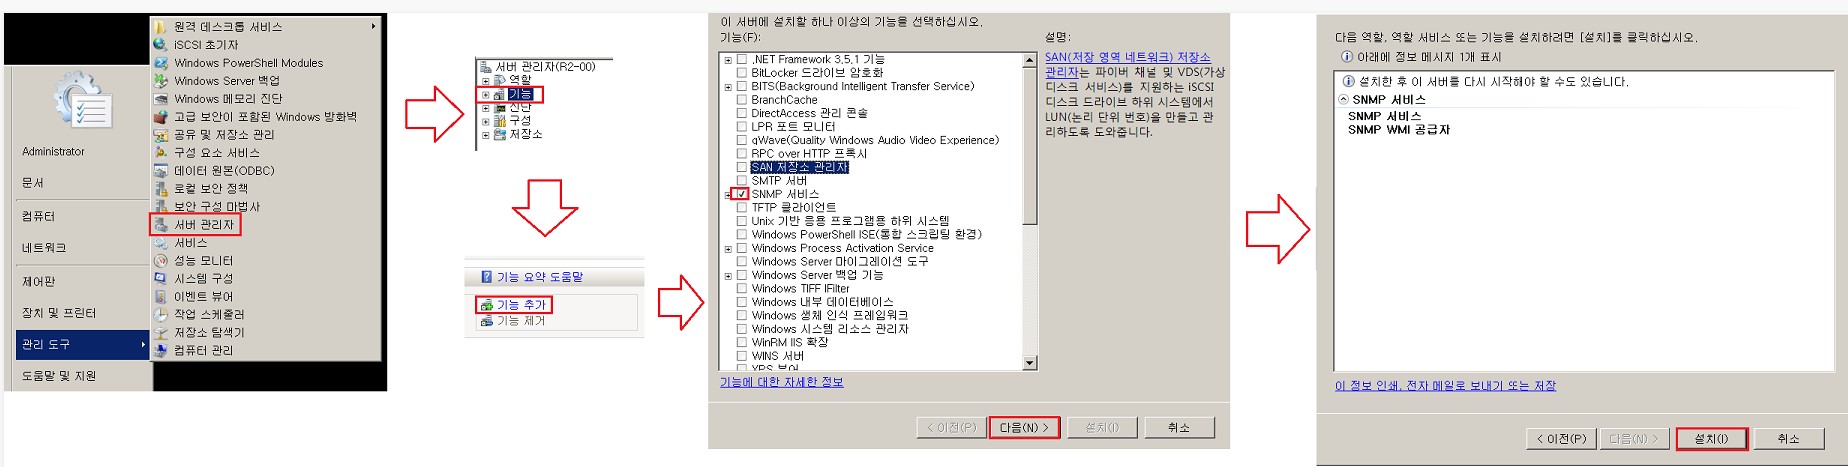 원격 데스크톱 서비스
iSCSI 초기자
Windows PowerShell Modules
Windows Server 백업
Windows 메모리 진단
고급 보안이 포함된 Windows 방화벽
공유 및 저장소 관리
구성 요소 서비스
데이터 원본(ODBC)
로컬 보안 정책
보안 구성 마법사
서버 관리자
서비스
성능 모니터
시스템 구성
이벤트 뷰어
작업 스케줄러
저장소 탐색기
컴퓨터 관리
Administrator
문서
컴퓨터
네트워크
제어판
장치 및 프린터
관리 도구
도움말 및 지원
서버 관리자(R2-00)
역할
기능
진단
구성
저장소
기능 요약 도움말
기능 추가
기능 제거
이 서버에 설치할 하나 이상의 기능을 선택하십시오.
기능(F):
.NET Framework 3.5.1 기능
BitLocker 드라이브 암호화
BITS(Background Intelligent Transfer Service)
BranchCache
DirectAccess 관리 콘솔
LPR 포트 모니터
qWave(Quality Windows Audio Video Experience)
RPC over HTTP 프록시
SAN 저장소 관리자
SMTP 서버
SNMP 서비스
TFTP 클라이언트
Unix 기반 응용 프로그램용 하위 시스템
Windows PowerShell ISE(통합 스크립팅 환경)
Windows Process Activation Service
Windows Server 마이그레이션 도구
Windows Server 백업 기능
Windows TIFF IFilter
Windows 내부 데이터베이스
Windows 생체 인식 프레임워크
Windows 시스템 리소스 관리자
WinRM IIS 확장
WINS 서버
XPS 뷰어
기능에 대한 자세한 정보
설명:
SAN(저장 영역 네트워크) 저장소
관리자는 파이버 채널 및 VDS(가상
디스크 서비스)를 지원하는 iSCSI
디스크 드라이브 하위 시스템에서
LUN(논리 단위 번호)을 만들고 관
리하도록 도와줍니다.
< 이전(P)
다음(N) >
설치(I)
취소
다음 역할, 역할 서비스 또는 기능을 설치하려면 [설치]를 클릭하십시오.
아래에 정보 메시지 1개 표시
설치한 후 이 서버를 다시 시작해야 할 수도 있습니다.
SNMP 서비스
SNMP 서비스
SNMP WMI 공급자
이 정보 인쇄, 전자 메일로 보내기 또는 저장
< 이전(P)
다음(N) >
설치(I)
취소